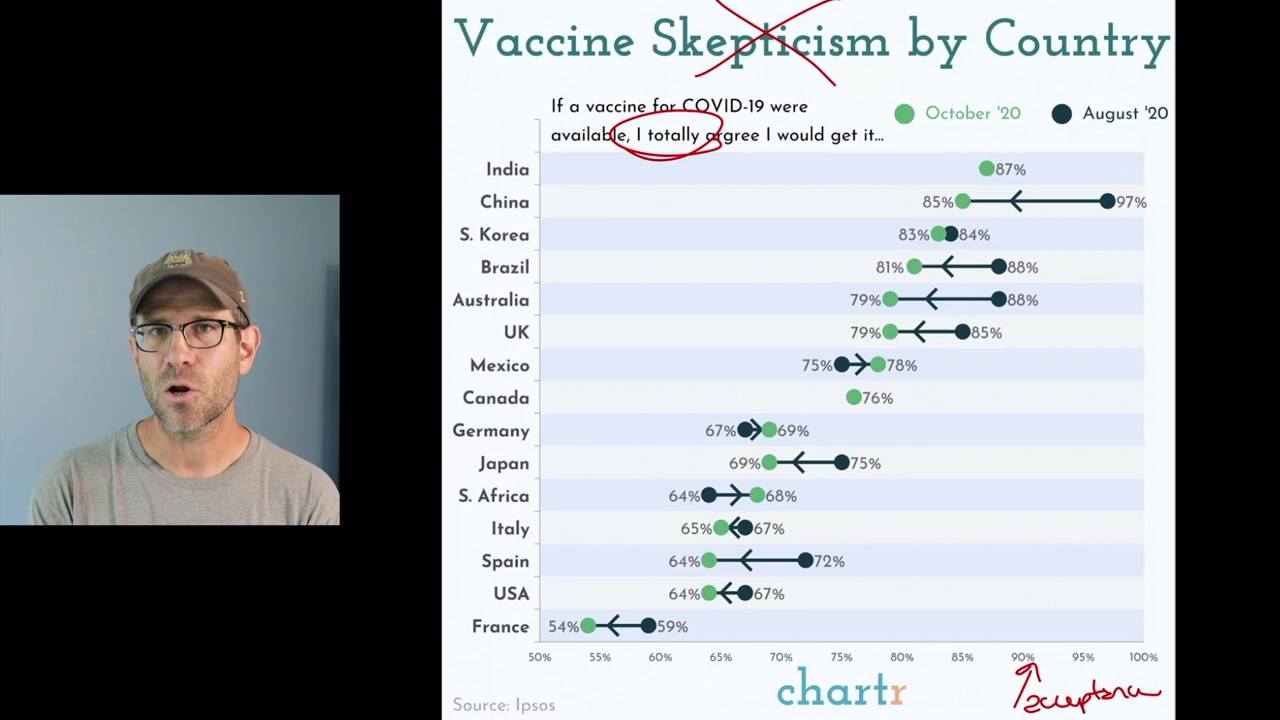 Vaccine Skepticism by Country
If a vaccine for COVID-19 were
available, I totally argree I would get it...
October '20
August '20
India
87%
China
85%
97%
S. Korea
83%
84%
Brazil
81%
88%
Australia
79%
88%
UK
79%
85%
Mexico
75%
78%
Canada
76%
Germany
67%
69%
Japan
69%
75%
S. Africa
64%
68%
Italy
65%
67%
Spain
64%
72%
USA
64%
67%
France
54%
59%
50% 55% 60% 65% 70% 75% 80% 85% 90% 95% 100%
acceptance
chartr
Source: Ipsos